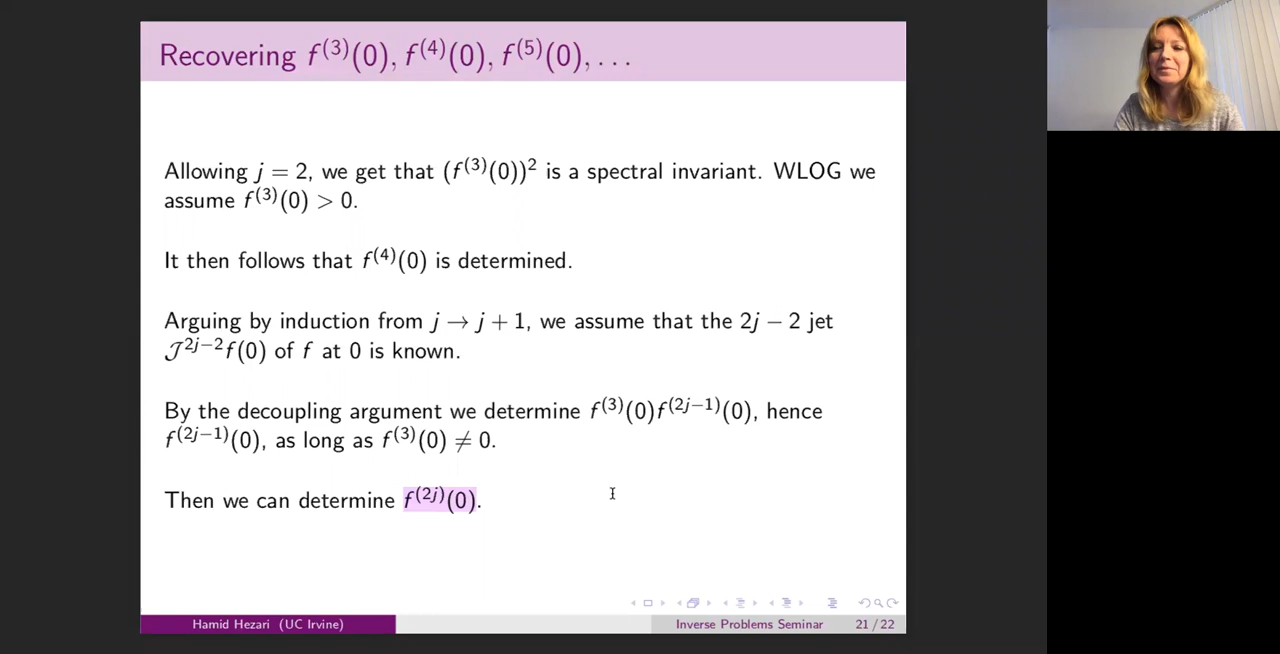 Recovering f^(3)(0), f^(4)(0), f^(5)(0), ...
Allowing j = 2, we get that (f^(3)(0))^2 is a spectral invariant. WLOG we
assume f^(3)(0) > 0.
It then follows that f^(4)(0) is determined.
Arguing by induction from j → j + 1, we assume that the 2j − 2 jet
𝒥^2j−2 f(0) of f at 0 is known.
By the decoupling argument we determine f^(3)(0)f^(2j−1)(0), hence
f^(2j−1)(0), as long as f^(3)(0) ≠ 0.
Then we can determine f^(2j)(0).
Hamid Hezari (UC Irvine)
Inverse Problems Seminar
21 / 22